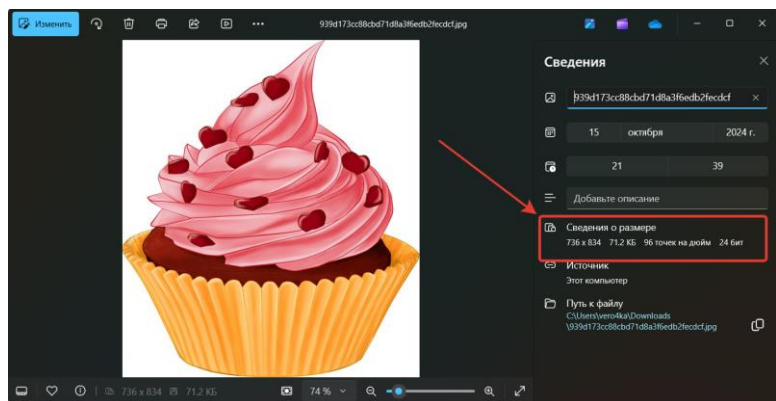 Изменить
939d173cc88cbd71d8a3f6edb2fecdcf.jpg
Сведения
939d173cc88cbd71d8a3f6edb2fecdcf
15 октября 2024 г.
21 39
Добавьте описание
Сведения о размере
736 x 834 71.2 КБ 96 точек на дюйм 24 бит
Источник
Этот компьютер
Путь к файлу
C:\Users\vero4ka\Downloads
\939d173cc88cbd71d8a3f6edb2fecdcf.jpg
736 x 834 71.2 КБ 74 %